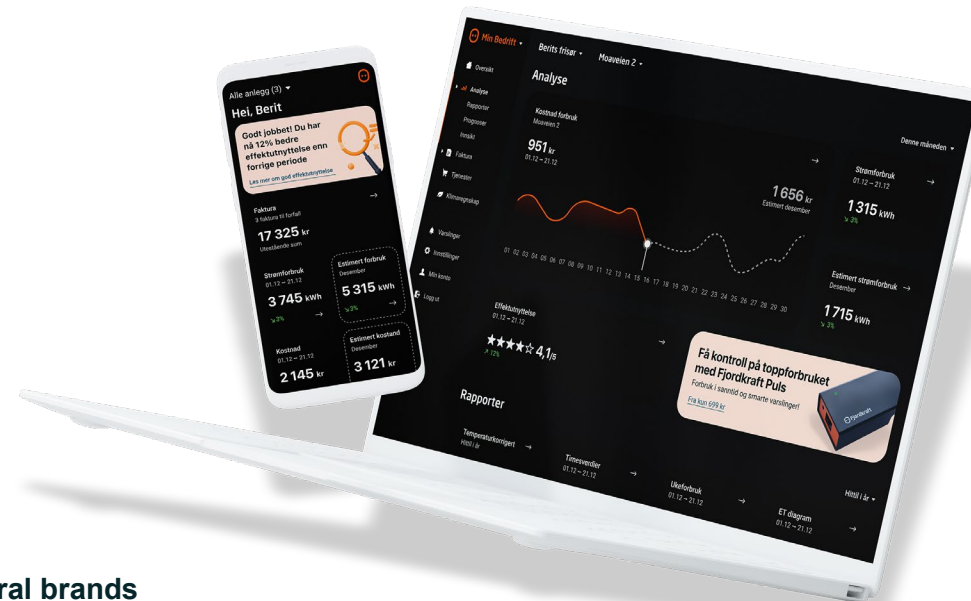 Alle anlegg (3)
Hei, Berit
Godt jobbet! Du har
nå 12% bedre
effektutnyttelse enn
forrige periode
Les mer om god effektutnyttelse
Faktura
3 faktura til forfall
17 325 kr
Utestående sum
Strømforbruk
01.12 – 21.12
3 745 kWh
3%
Estimert forbruk
Desember
5 315 kWh
3%
Kostnad
01.12 – 21.12
2 145 kr
Estimert kostand
Desember
3 121 kr
Min Bedrift
Berits frisør
Moaveien 2
Oversikt
Analyse
Rapporter
Prognoser
Innsikt
Faktura
Tjenester
Klimaregnskap
Varslinger
Innstillinger
Min konto
Logg ut
Analyse
Denne måneden
Kostnad forbruk
Moaveien 2
951 kr
01.12 – 21.12
1 656 kr
Estimert desember
01 02 03 04 05 06 07 08 09 10 11 12 13 14 15 16 17 18 19 20 21 22 23 24 25 26 27 28 29 30
Strømforbruk
01.12 – 21.12
1 315 kWh
3%
Estimert strømforbruk
Desember
1 715 kWh
3%
Effektutnyttelse
01.12 – 21.12
4,1/5
12%
Få kontroll på toppforbruket
med Fjordkraft Puls
Forbruk i sanntid og smarte varslinger!
Fra kun 699 kr
Fjordkraft
Rapporter
Hittil i år
Temperaturkorrigert
Hittil i år
Timesverdier
01.12 – 21.12
Ukeforbruk
01.12 – 21.12
ET diagram
01.12 – 21.12
ral brands